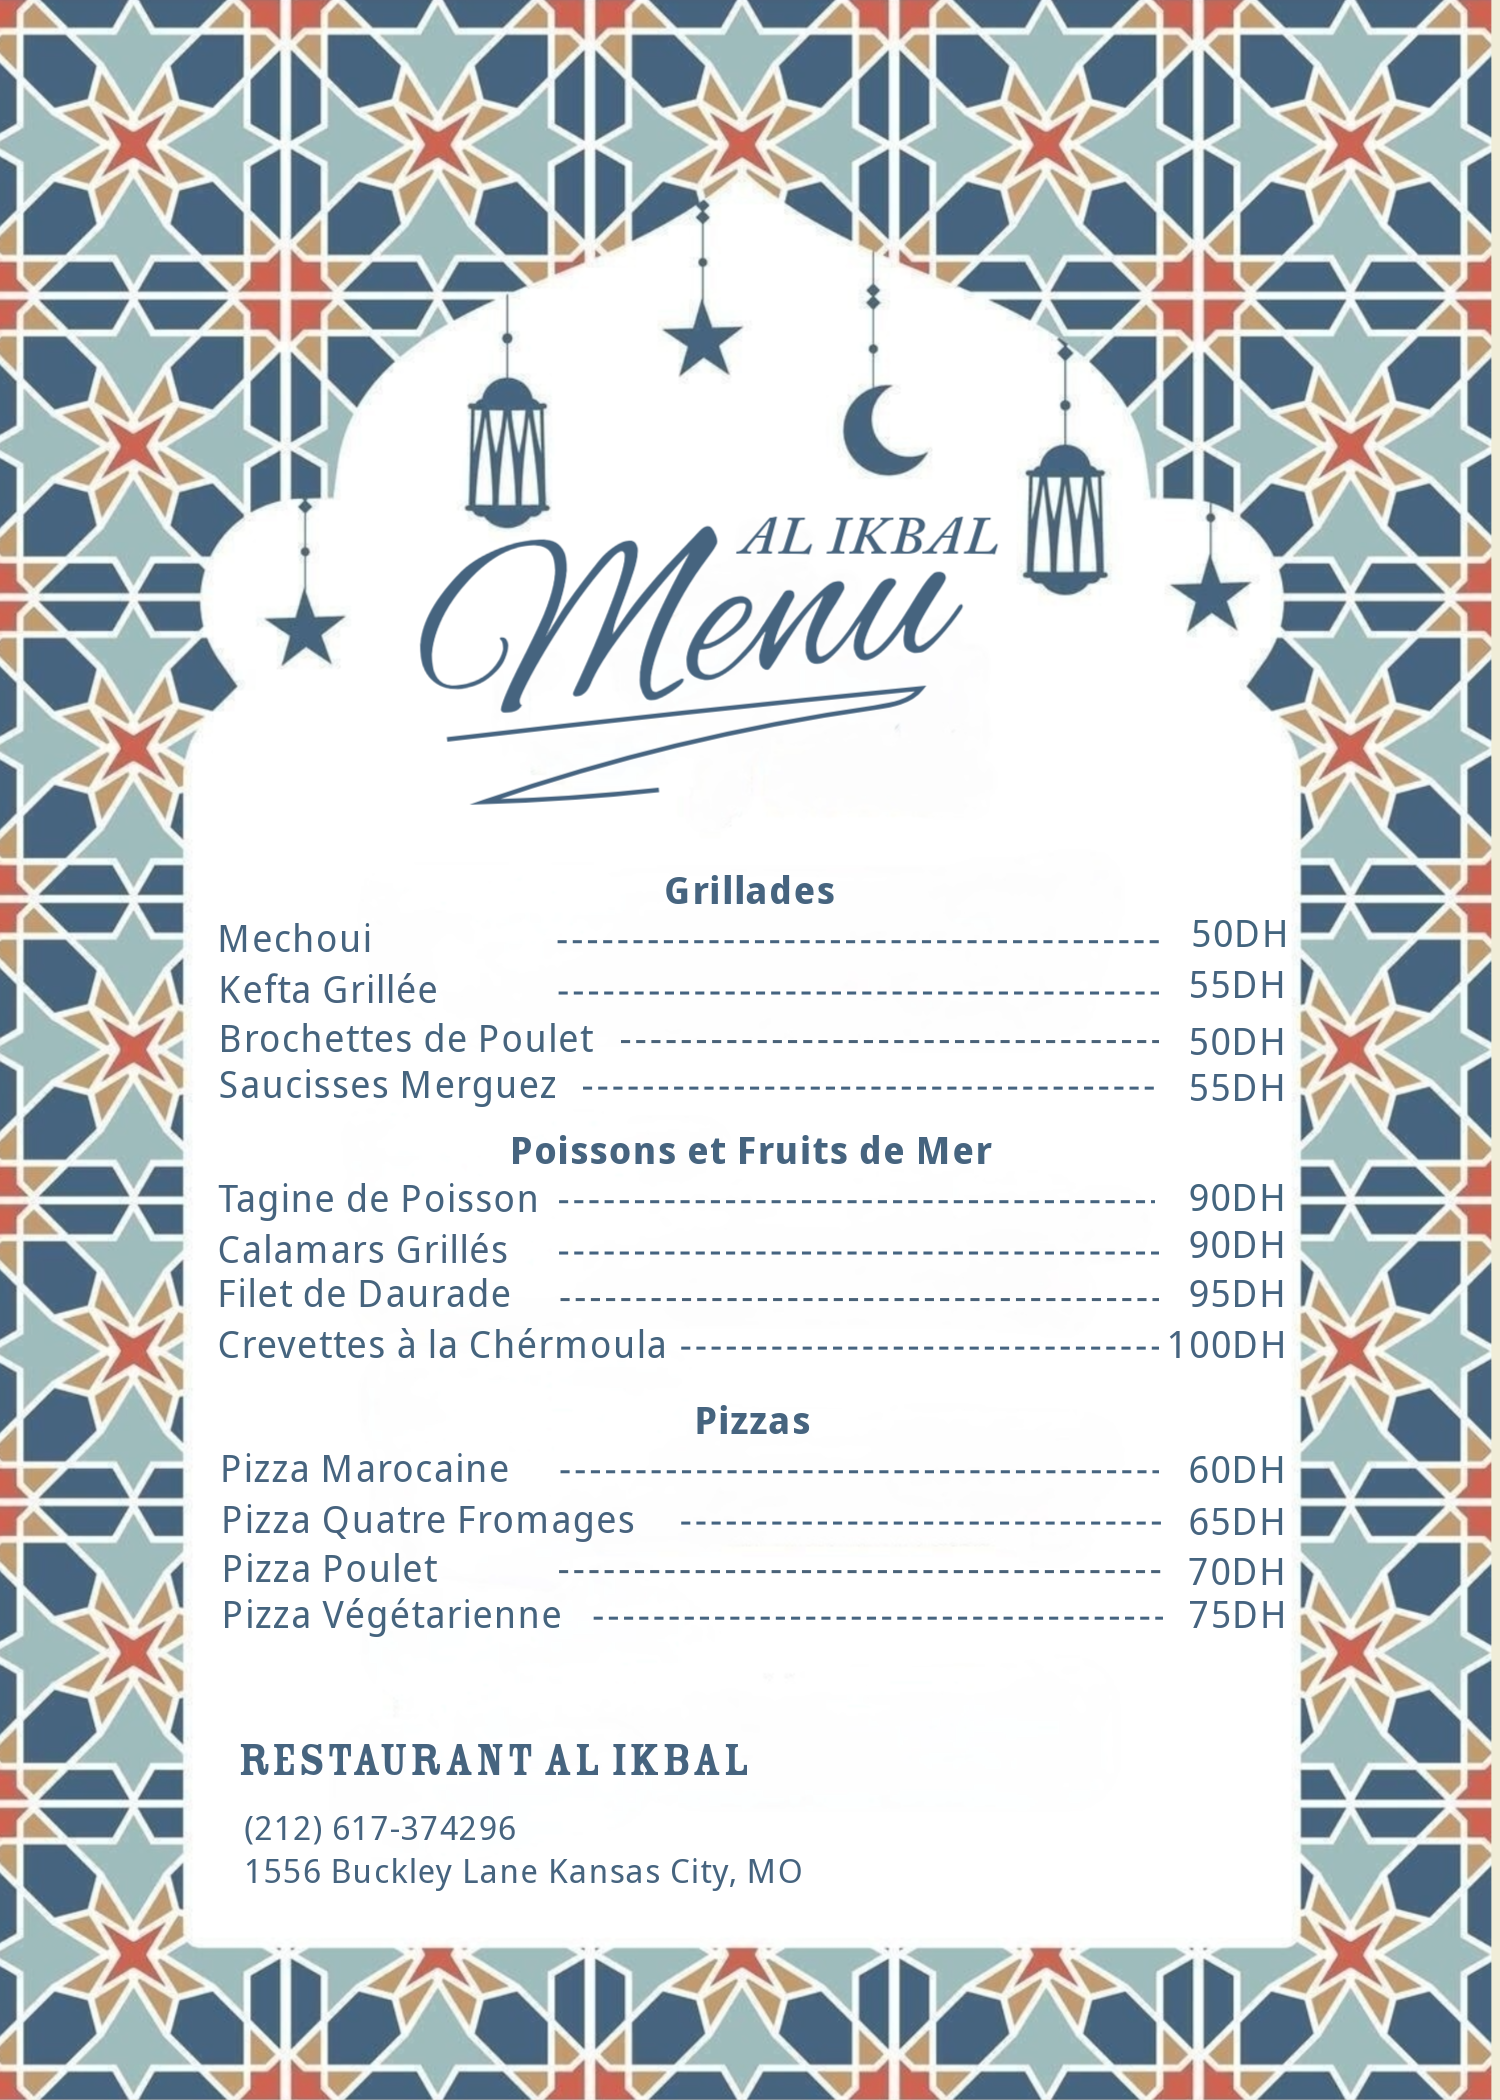 AL IKBAL
Menu
Grillades
Mechoui ---------------------------------------- 50DH
Kefta Grillée ---------------------------------------- 55DH
Brochettes de Poulet ------------------------------------ 50DH
Saucisses Merguez -------------------------------------- 55DH
Poissons et Fruits de Mer
Tagine de Poisson ---------------------------------------- 90DH
Calamars Grillés ---------------------------------------- 90DH
Filet de Daurade ---------------------------------------- 95DH
Crevettes à la Chérmoula -------------------------------- 100DH
Pizzas
Pizza Marocaine ---------------------------------------- 60DH
Pizza Quatre Fromages -------------------------------- 65DH
Pizza Poulet ---------------------------------------- 70DH
Pizza Végétarienne -------------------------------------- 75DH
RESTAURANT AL IKBAL
(212) 617-374296
1556 Buckley Lane Kansas City, MO